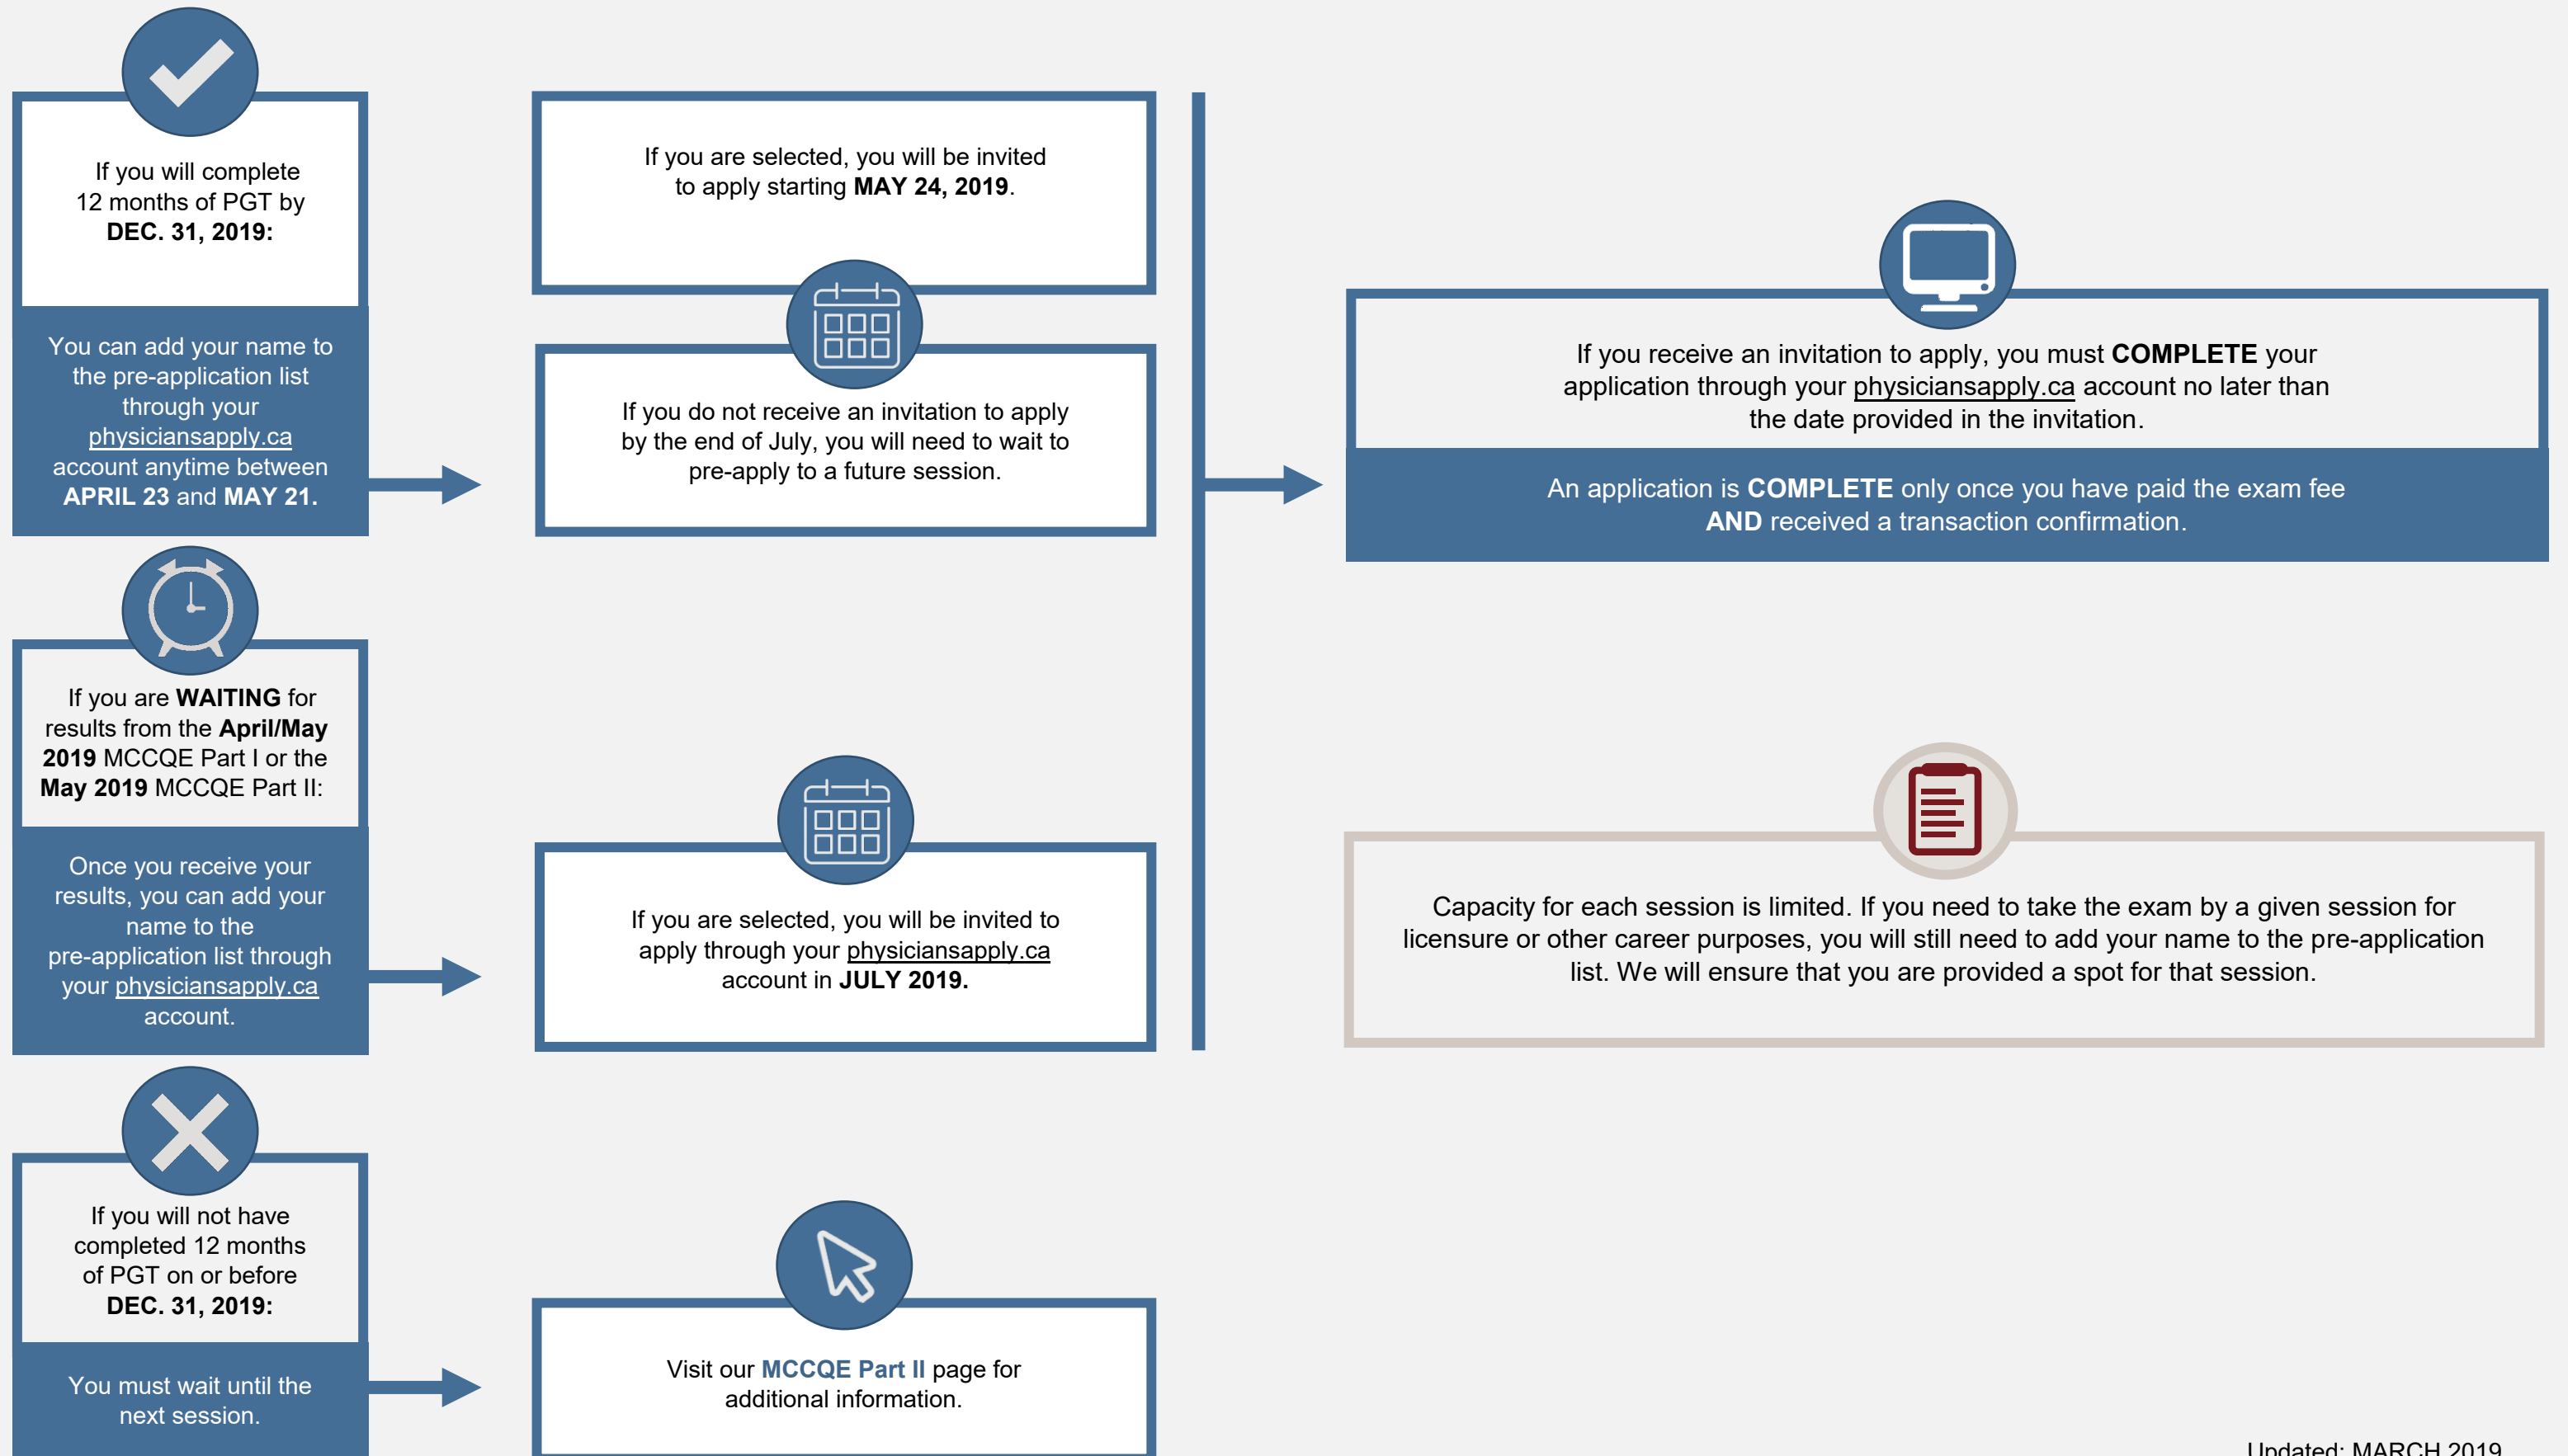 If you will complete
12 months of PGT by
DEC. 31, 2019:
You can add your name to
the pre-application list
through your
physiciansapply.ca
account anytime between
APRIL 23 and MAY 21.
If you are selected, you will be invited
to apply starting MAY 24, 2019.
If you do not receive an invitation to apply
by the end of July, you will need to wait to
pre-apply to a future session.
If you receive an invitation to apply, you must COMPLETE your
application through your physiciansapply.ca account no later than
the date provided in the invitation.
An application is COMPLETE only once you have paid the exam fee
AND received a transaction confirmation.
If you are WAITING for
results from the April/May
2019 MCCQE Part I or the
May 2019 MCCQE Part II:
Once you receive your
results, you can add your
name to the
pre-application list through
your physiciansapply.ca
account.
If you are selected, you will be invited to
apply through your physiciansapply.ca
account in JULY 2019.
Capacity for each session is limited. If you need to take the exam by a given session for
licensure or other career purposes, you will still need to add your name to the pre-application
list. We will ensure that you are provided a spot for that session.
If you will not have
completed 12 months
of PGT on or before
DEC. 31, 2019:
You must wait until the
next session.
Visit our MCCQE Part II page for
additional information.
Updated: MARCH 2019